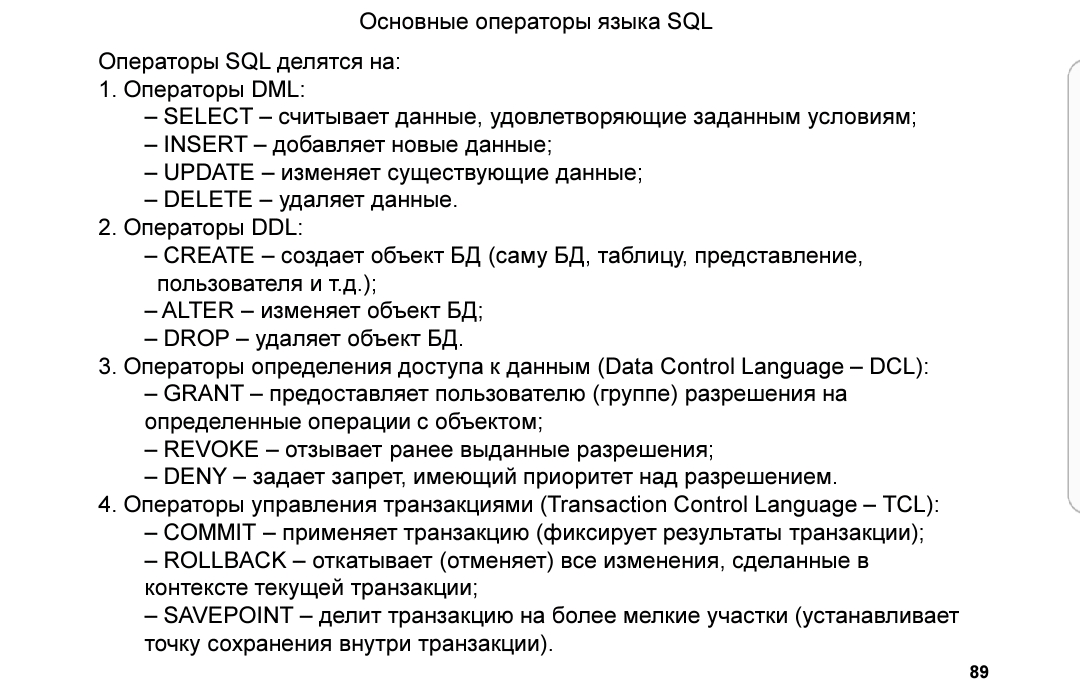 Основные операторы языка SQL
Операторы SQL делятся на:
1. Операторы DML:
– SELECT – считывает данные, удовлетворяющие заданным условиям;
– INSERT – добавляет новые данные;
– UPDATE – изменяет существующие данные;
– DELETE – удаляет данные.
2. Операторы DDL:
– CREATE – создает объект БД (саму БД, таблицу, представление,
пользователя и т.д.);
– ALTER – изменяет объект БД;
– DROP – удаляет объект БД.
3. Операторы определения доступа к данным (Data Control Language – DCL):
– GRANT – предоставляет пользователю (группе) разрешения на
определенные операции с объектом;
– REVOKE – отзывает ранее выданные разрешения;
– DENY – задает запрет, имеющий приоритет над разрешением.
4. Операторы управления транзакциями (Transaction Control Language – TCL):
– COMMIT – применяет транзакцию (фиксирует результаты транзакции);
– ROLLBACK – откатывает (отменяет) все изменения, сделанные в
контексте текущей транзакции;
– SAVEPOINT – делит транзакцию на более мелкие участки (устанавливает
точку сохранения внутри транзакции).
89